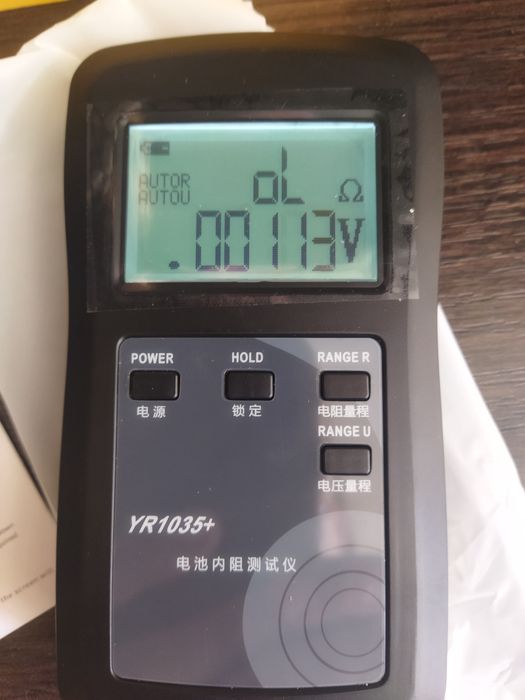 AUTOR
AUTOU
oL Ω
.00113V
POWER HOLD RANGE R
电源 锁定 电阻量程
RANGE U
电压量程
YR1035+
电池内阻测试仪